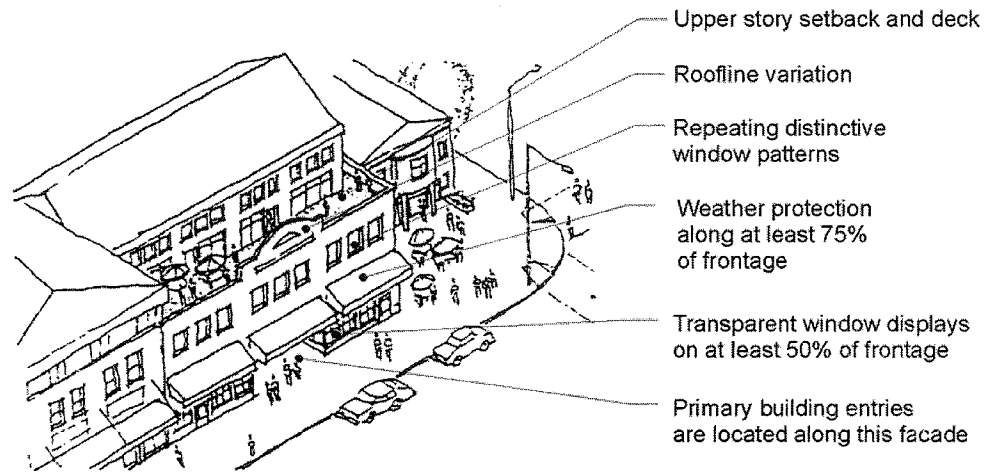 Upper story setback and deck
Roofline variation
Repeating distinctive
window patterns
Weather protection
along at least 75%
of frontage
Transparent window displays
on at least 50% of frontage
Primary building entries
are located along this facade